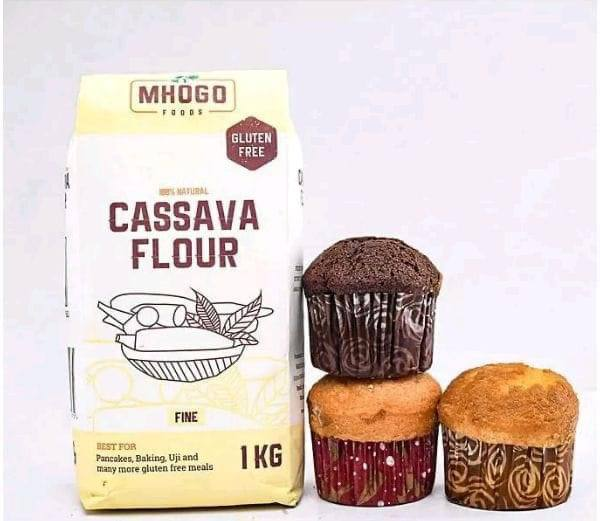 MHOGO
FOODS
GLUTEN
FREE
100% NATURAL
CASSAVA
FLOUR
FINE
BEST FOR
Pancakes, Baking, Uji and
many more gluten free meals
1 KG